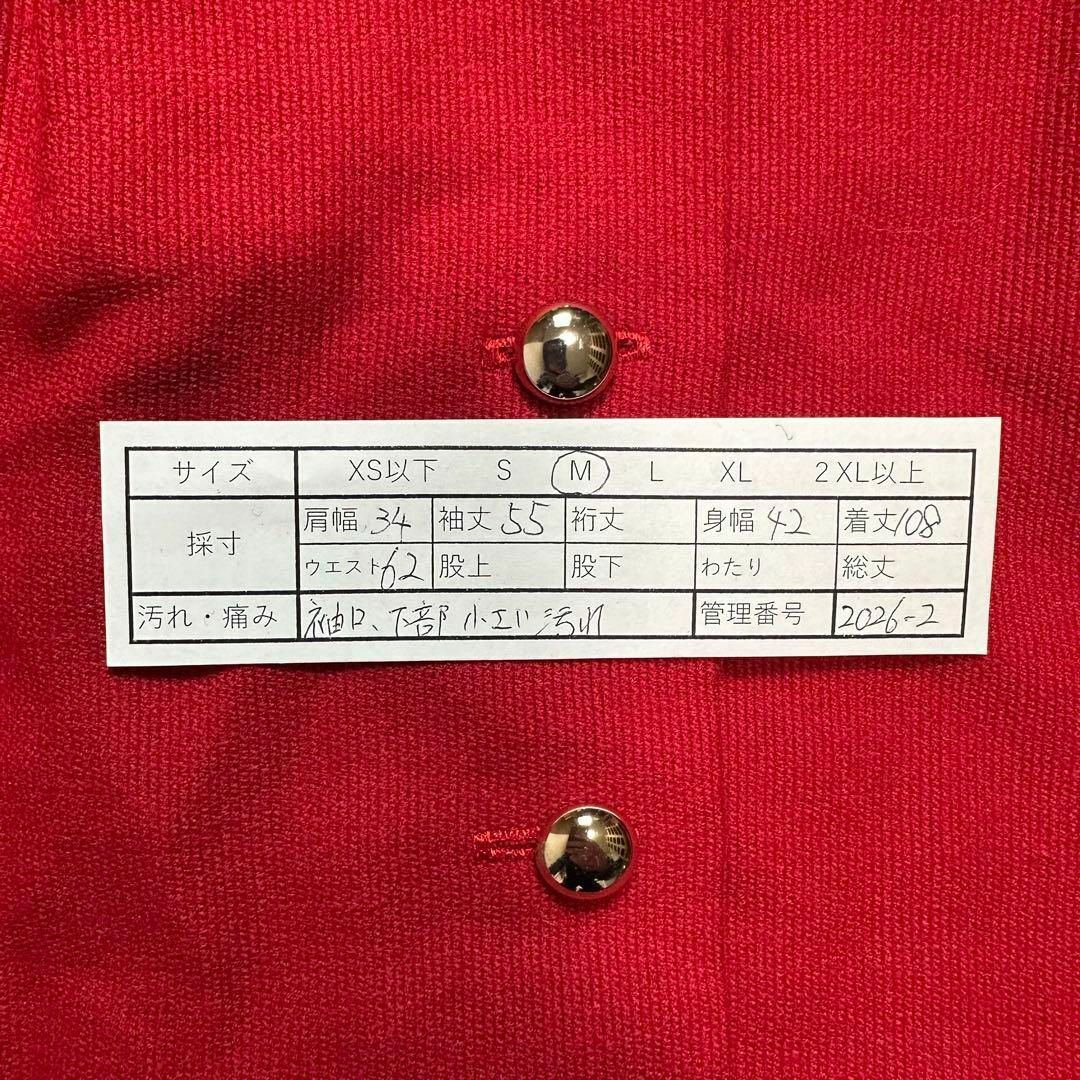 サイズ XS以下 S M L XL 2XL以上
採寸 肩幅 34 袖丈 55 裄丈 身幅 42 着丈 108
ウエスト 62 股上 股下 わたり 総丈
汚れ・痛み 袖口、下部 小さい汚れ 管理番号 2026-2